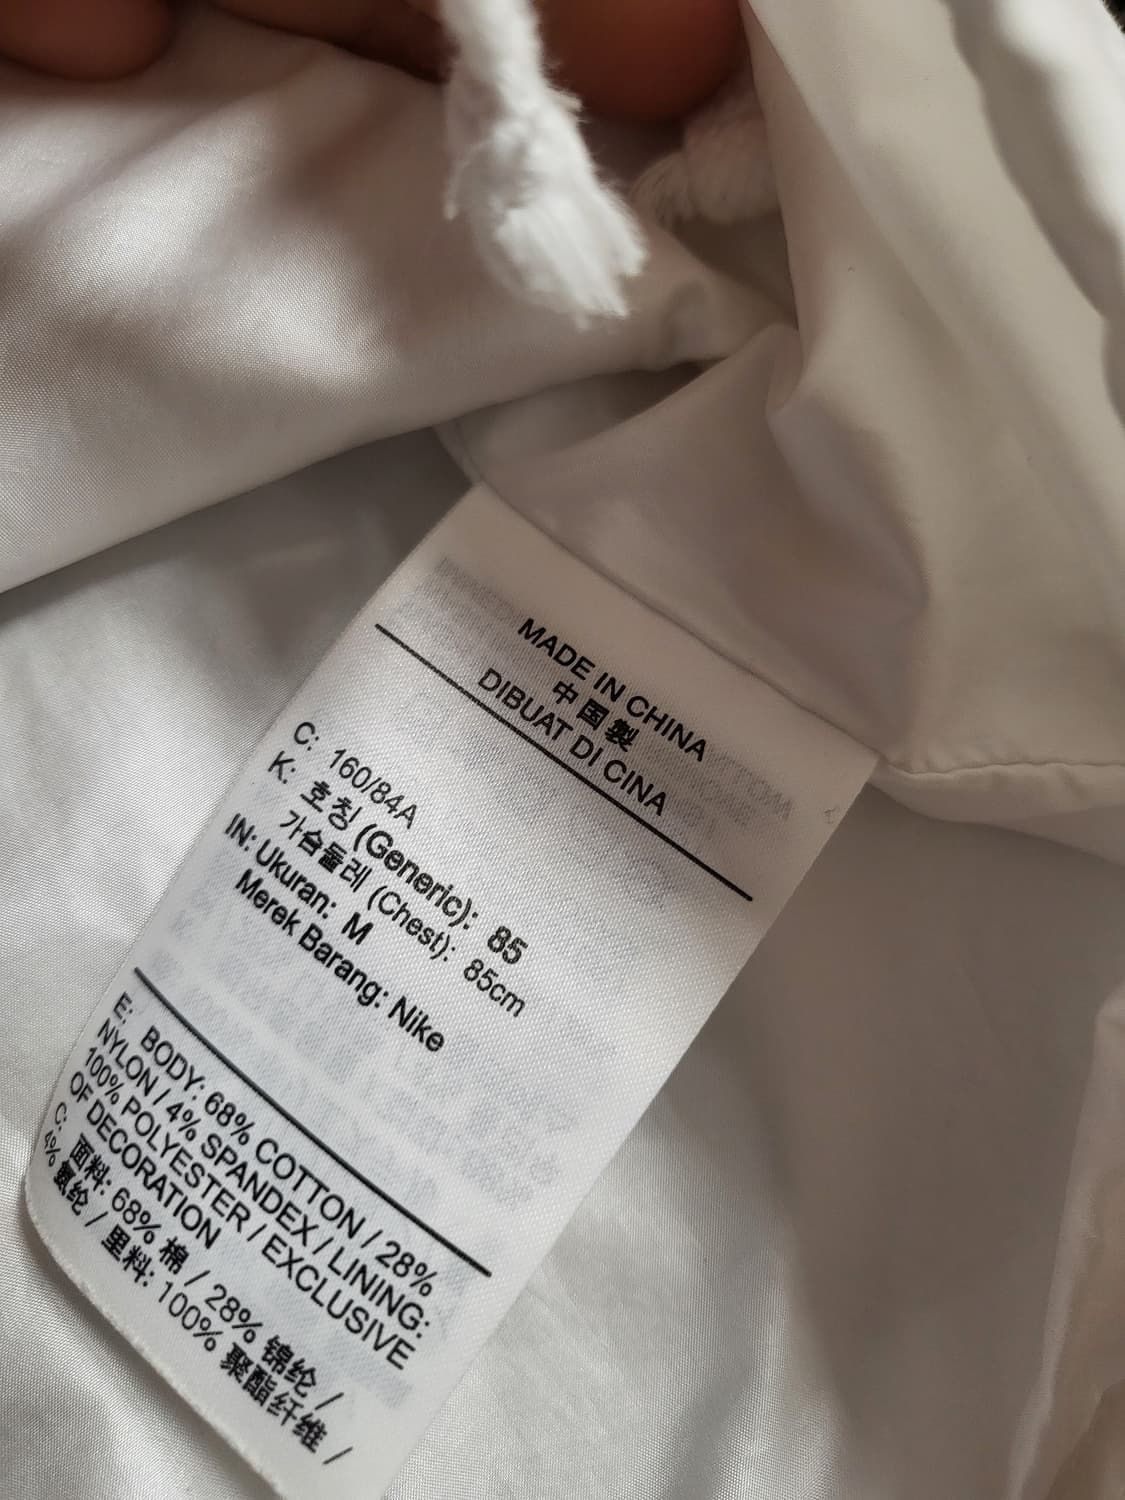 MADE IN CHINA
中国製
DIBUAT DI CINA
C: 160/84A
K: 호칭 (Generic): 85
가슴둘레 (Chest): 85cm
IN: Ukuran: M
Merek Barang: Nike
E: BODY: 68% COTTON / 28%
NYLON / 4% SPANDEX / LINING:
100% POLYESTER / EXCLUSIVE
OF DECORATION
C: 面料: 68% 棉 / 28% 锦纶 /
4% 氨纶 / 里料: 100% 聚酯纤维 /